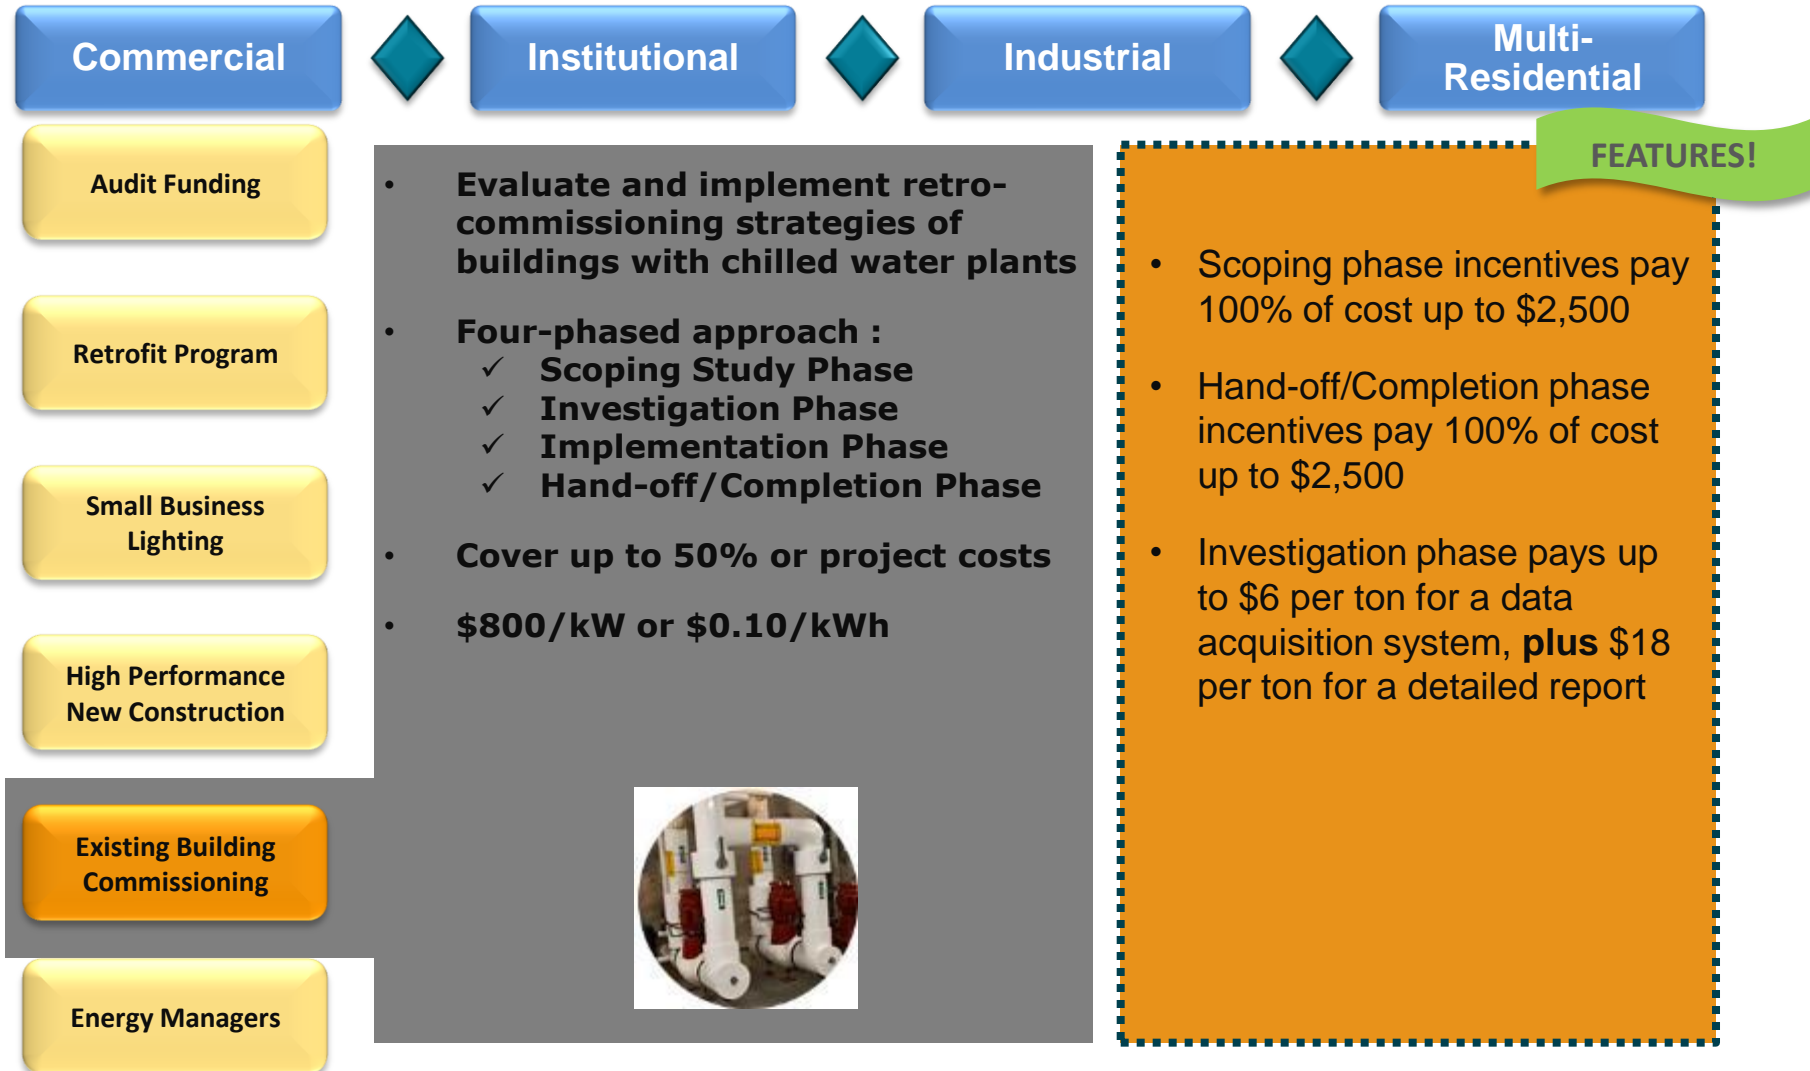 Commercial
Institutional
Industrial
Multi-
Residential
FEATURES!
Audit Funding
Retrofit Program
Small Business
Lighting
High Performance
New Construction
Existing Building
Commissioning
Energy Managers
• Evaluate and implement retro-
commissioning strategies of
buildings with chilled water plants
• Four-phased approach :
✓ Scoping Study Phase
✓ Investigation Phase
✓ Implementation Phase
✓ Hand-off/Completion Phase
• Cover up to 50% or project costs
• $800/kW or $0.10/kWh
• Scoping phase incentives pay
100% of cost up to $2,500
• Hand-off/Completion phase
incentives pay 100% of cost
up to $2,500
• Investigation phase pays up
to $6 per ton for a data
acquisition system, plus $18
per ton for a detailed report